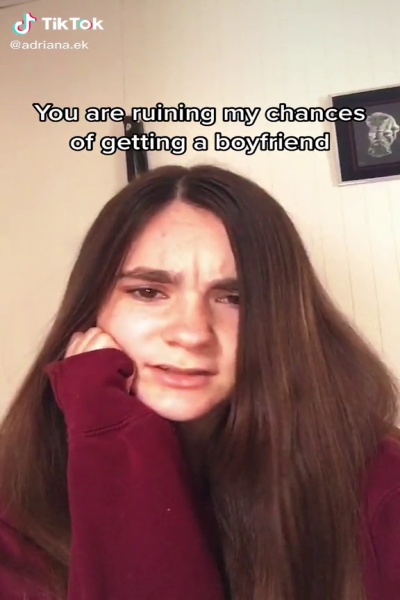 TikTok
@adriana.ek
You are ruining my chances
of getting a boyfriend